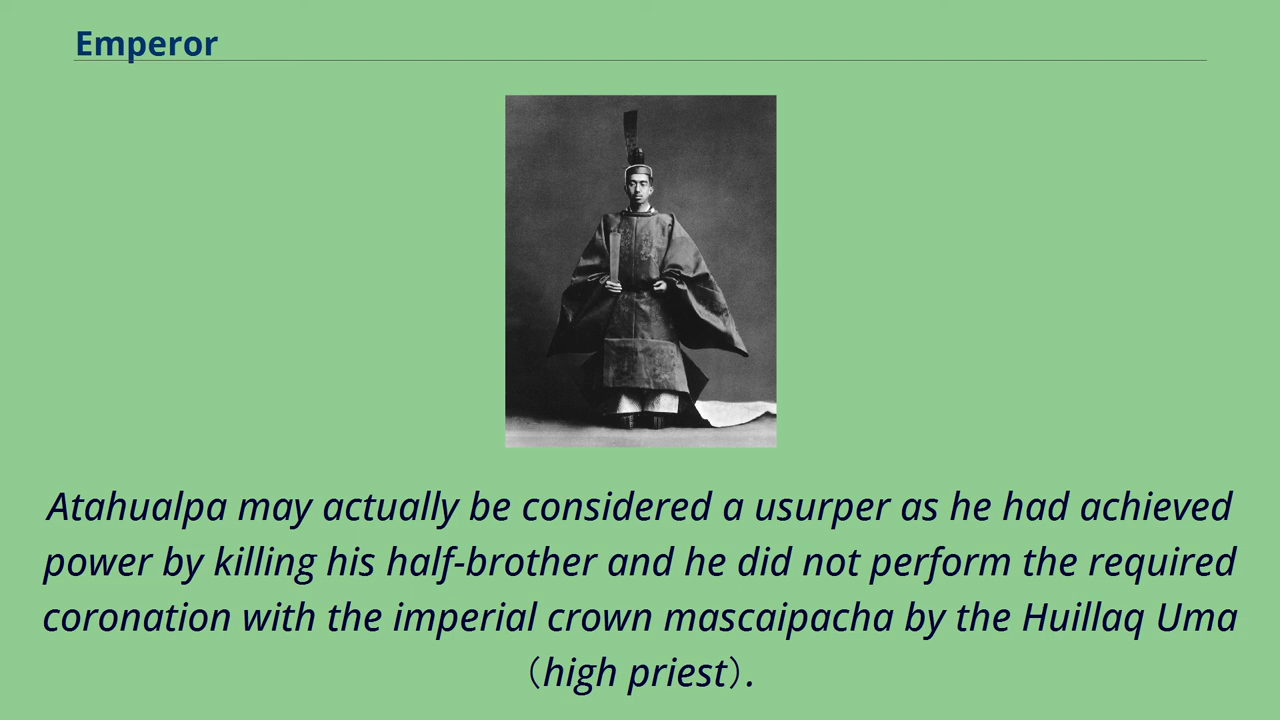 Emperor
Atahualpa may actually be considered a usurper as he had achieved
power by killing his half-brother and he did not perform the required
coronation with the imperial crown mascaipacha by the Huillaq Uma
（high priest）.